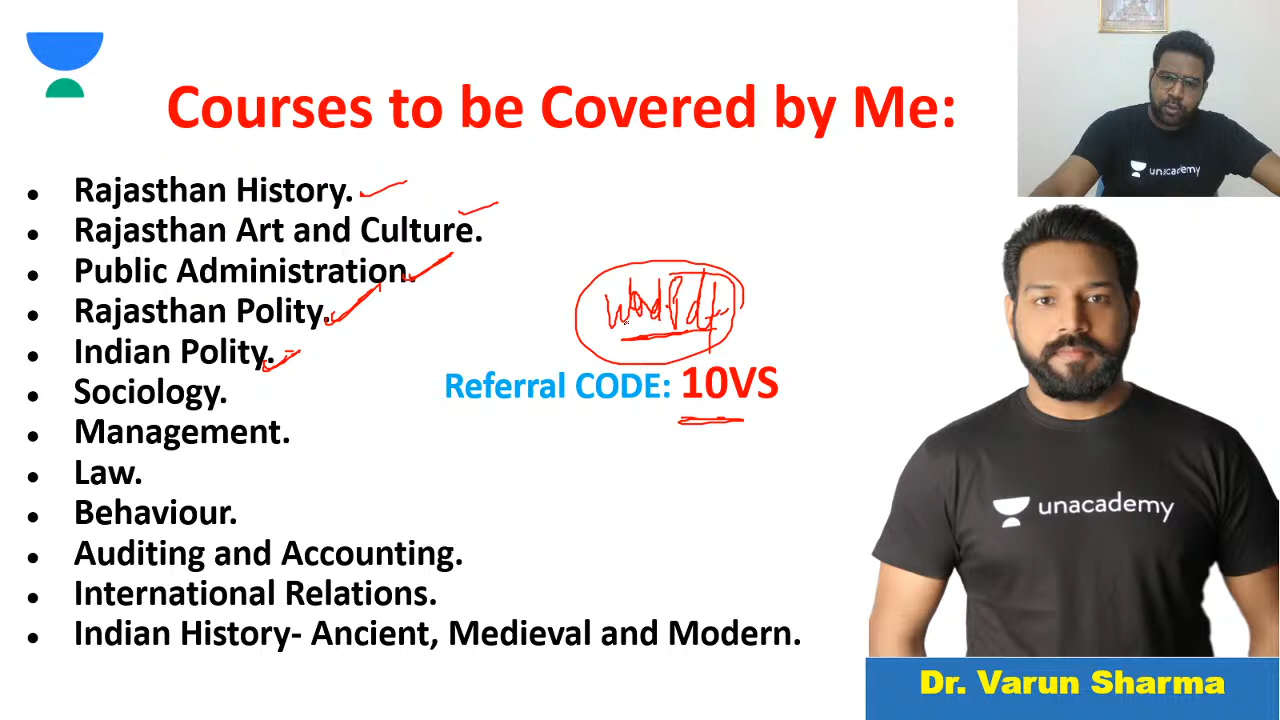 Courses to be Covered by Me:
unacademy
• Rajasthan History.
• Rajasthan Art and Culture.
• Public Administration.
• Rajasthan Polity.
• Indian Polity.
• Sociology.
• Management.
• Law.
• Behaviour.
• Auditing and Accounting.
• International Relations.
• Indian History- Ancient, Medieval and Modern.
Word Pdf
Referral CODE: 10VS
unacademy
Dr. Varun Sharma